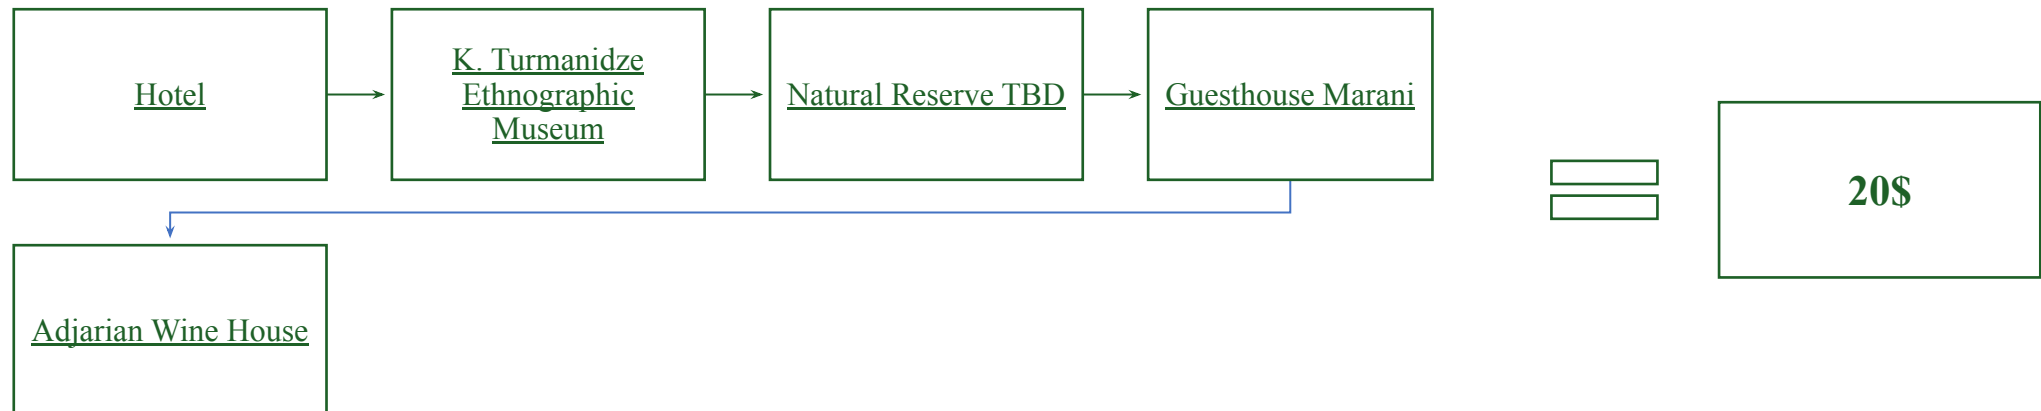 Hotel
K. Turmanidze
Ethnographic
Museum
Natural Reserve TBD
Guesthouse Marani
20$
Adjarian Wine House